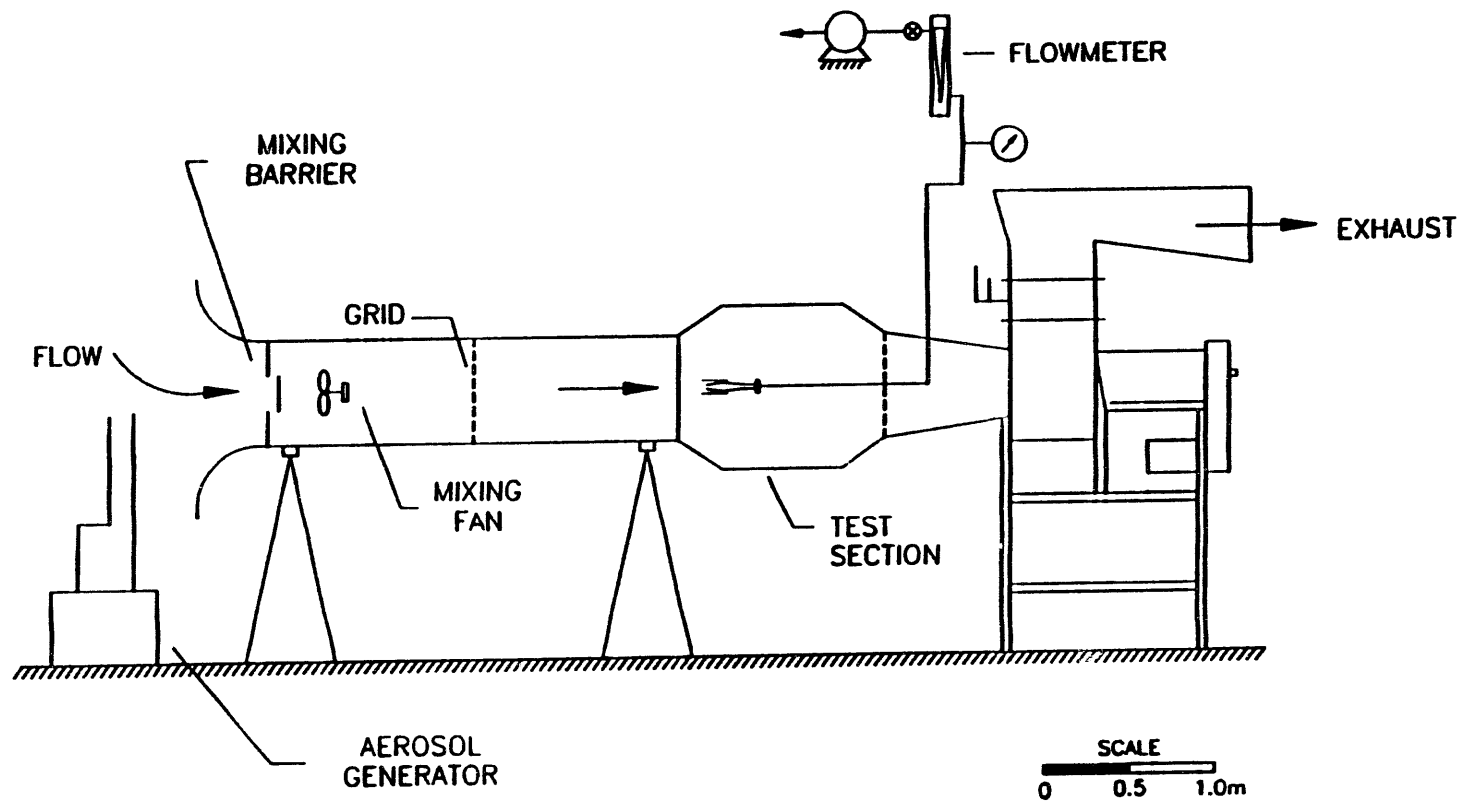 FLOWMETER
MIXING
BARRIER
EXHAUST
GRID
FLOW
MIXING
FAN
TEST
SECTION
AEROSOL
GENERATOR
SCALE
0 0.5 1.0m